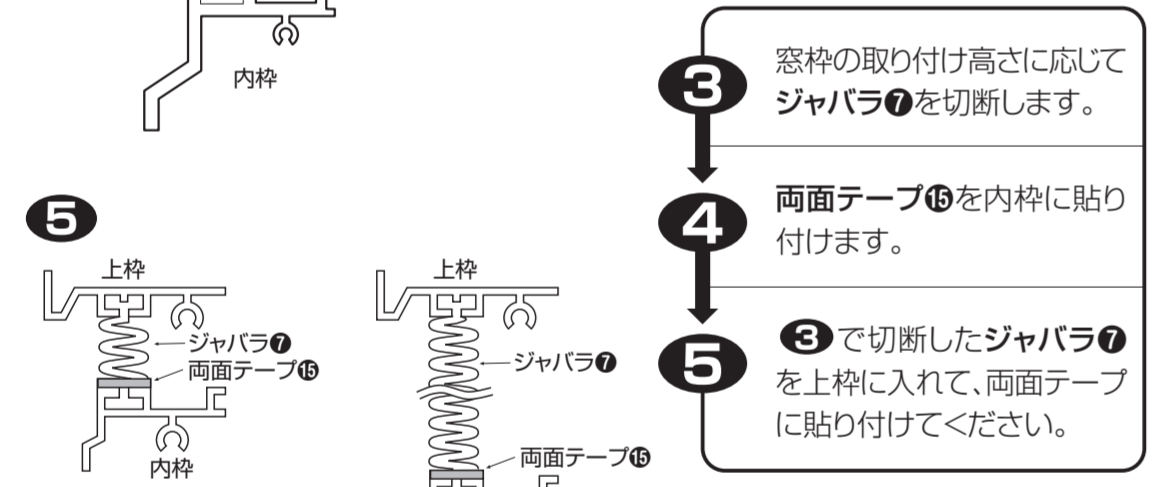 内枠
5
上枠
ジャバラ❼
両面テープ⓯
内枠
上枠
ジャバラ❼
両面テープ⓯
❸
窓枠の取り付け高さに応じて
ジャバラ❼を切断します。
❹
両面テープ⓯を内枠に貼り
付けます。
❺
❸で切断したジャバラ❼
を上枠に入れて、両面テープ
に貼り付けてください。